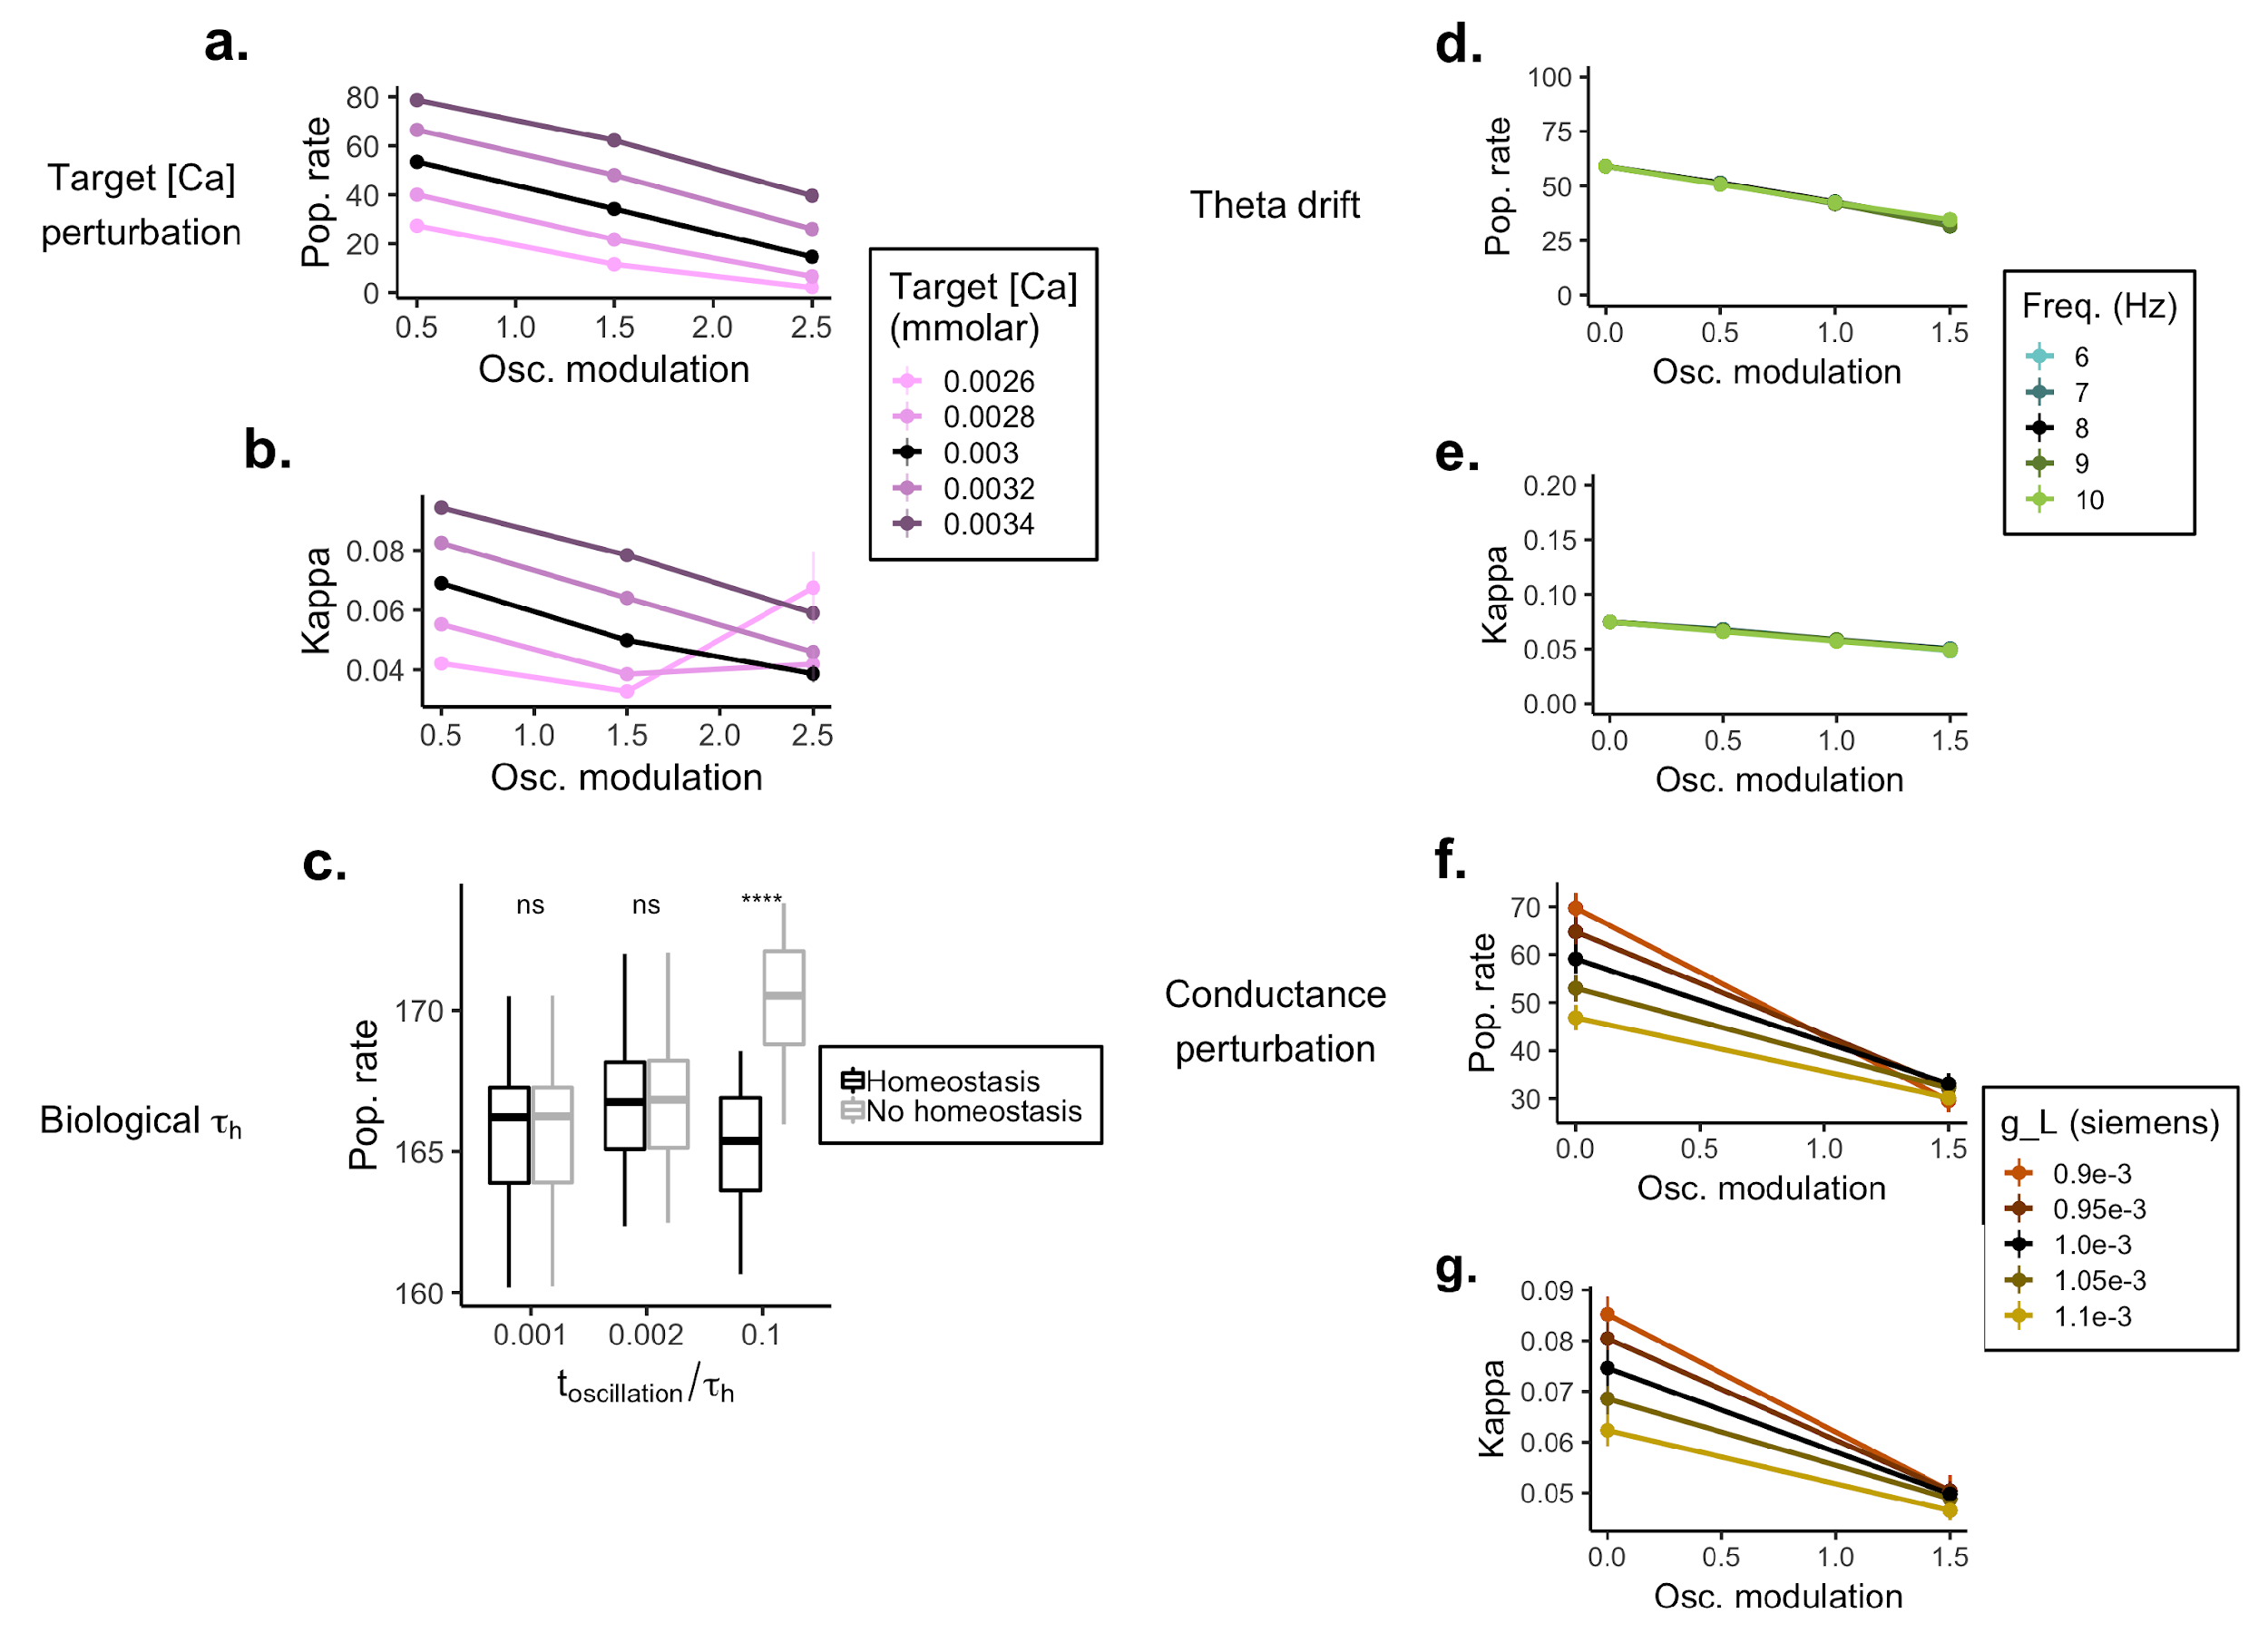 a.
Target [Ca]
perturbation
Pop. rate
80
60
40
20
0
0.5 1.0 1.5 2.0 2.5
Osc. modulation
Target [Ca]
(mmolar)
0.0026
0.0028
0.003
0.0032
0.0034
b.
Kappa
0.08
0.06
0.04
0.5 1.0 1.5 2.0 2.5
Osc. modulation
c.
Biological τh
Pop. rate
170
165
160
ns ns ****
0.001 0.002 0.1
toscillation/τh
Homeostasis
No homeostasis
d.
Theta drift
Pop. rate
100
75
50
25
0
0.0 0.5 1.0 1.5
Osc. modulation
Freq. (Hz)
6
7
8
9
10
e.
Kappa
0.20
0.15
0.10
0.05
0.00
0.0 0.5 1.0 1.5
Osc. modulation
f.
Conductance
perturbation
Pop. rate
70
60
50
40
30
0.0 0.5 1.0 1.5
Osc. modulation
g_L (siemens)
0.9e-3
0.95e-3
1.0e-3
1.05e-3
1.1e-3
g.
Kappa
0.09
0.08
0.07
0.06
0.05
0.0 0.5 1.0 1.5
Osc. modulation